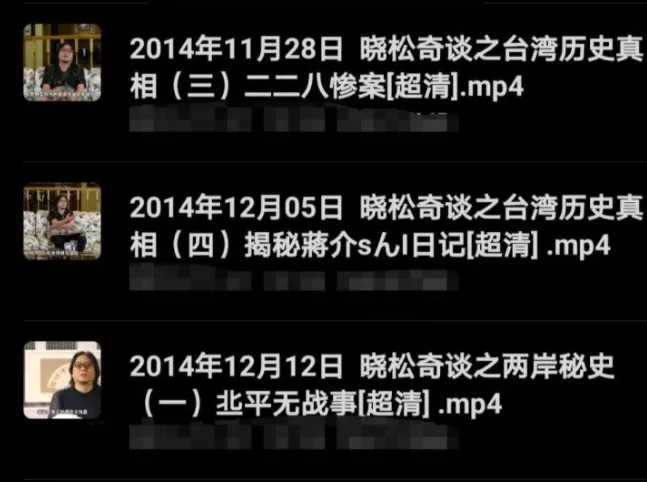 2014年11月28日 晓松奇谈之台湾历史真
相（三）二二八惨案[超清].mp4
2014年12月05日 晓松奇谈之台湾历史真
相（四）揭秘蔣介sんI日记[超清] .mp4
2014年12月12日 晓松奇谈之两岸秘史
（一）北平无战事[超清] .mp4